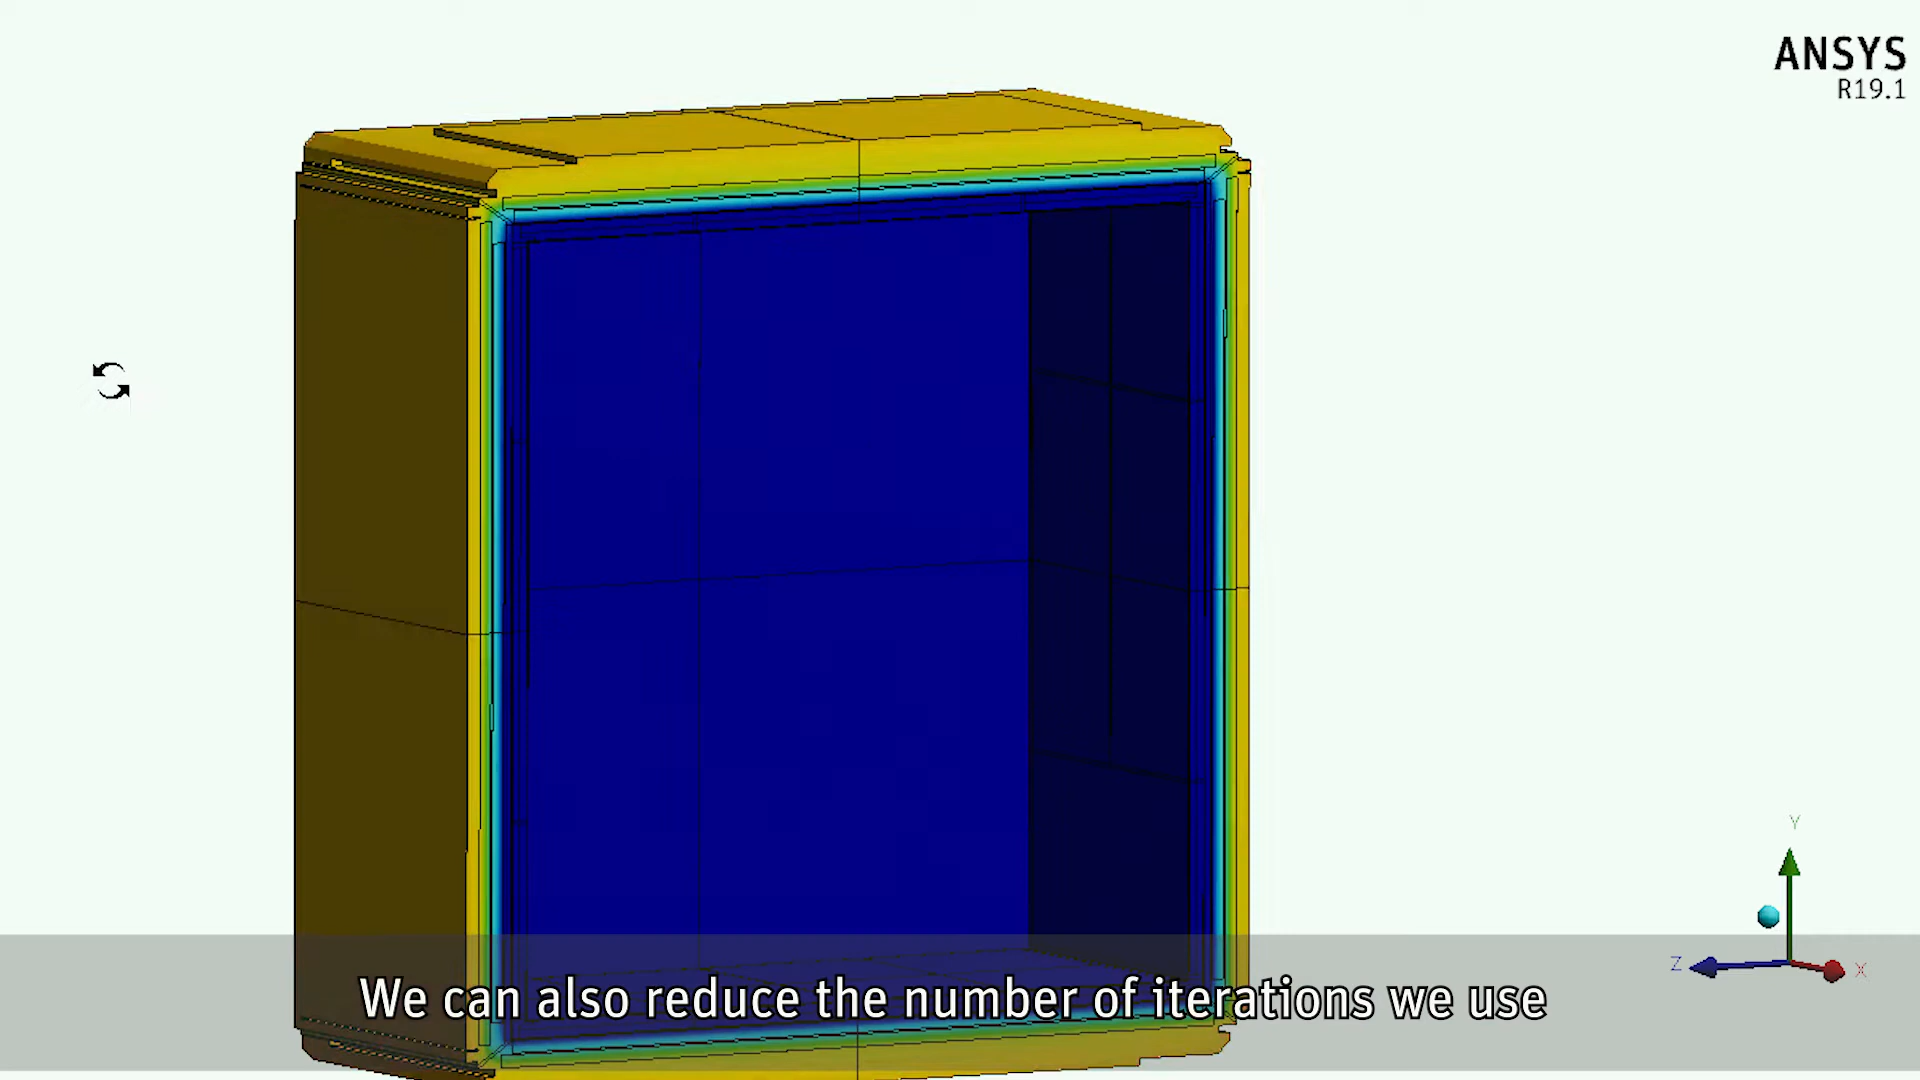 ANSYS
R19.1
Y
Z
X
We can also reduce the number of iterations we use